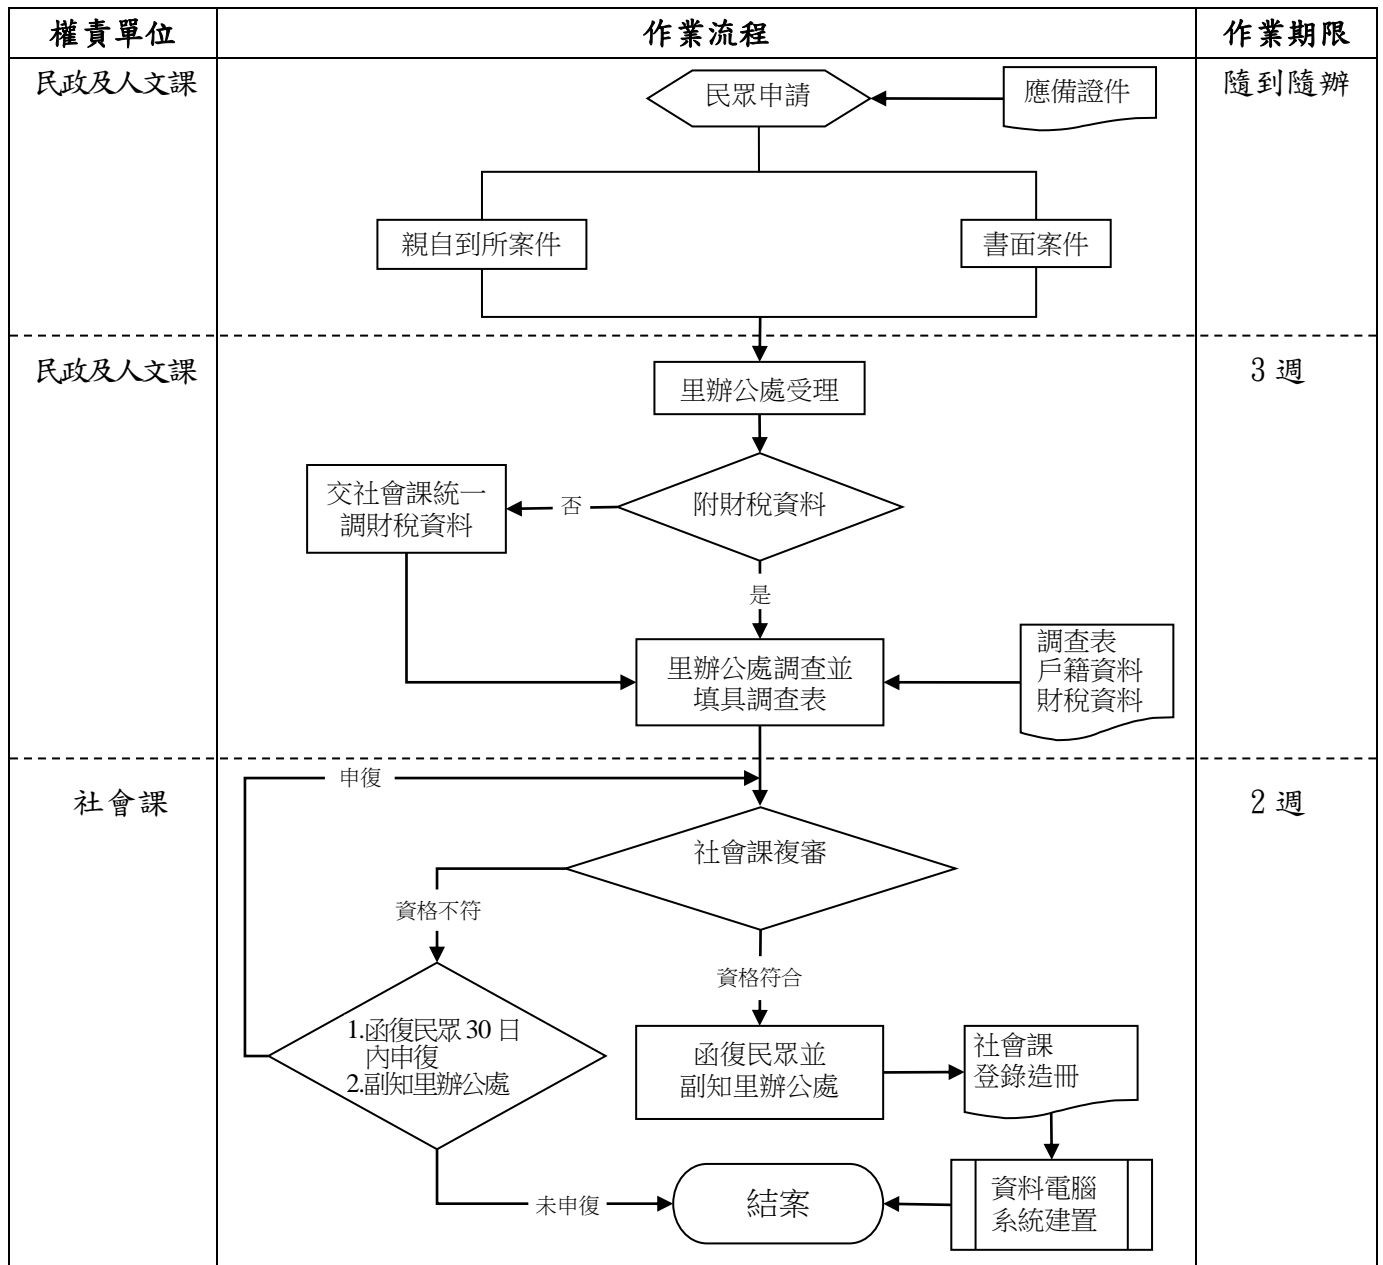 權責單位
作業流程
作業期限
民政及人文課
民眾申請
應備證件
隨到隨辦
親自到所案件
書面案件
民政及人文課
3 週
里辦公處受理
附財稅資料
否
交社會課統一
調財稅資料
是
里辦公處調查並
填具調查表
調查表
戶籍資料
財稅資料
社會課
申復
2 週
社會課複審
資格不符
資格符合
1.函復民眾 30 日
內申復
2.副知里辦公處
函復民眾並
副知里辦公處
社會課
登錄造冊
未申復
結案
資料電腦
系統建置